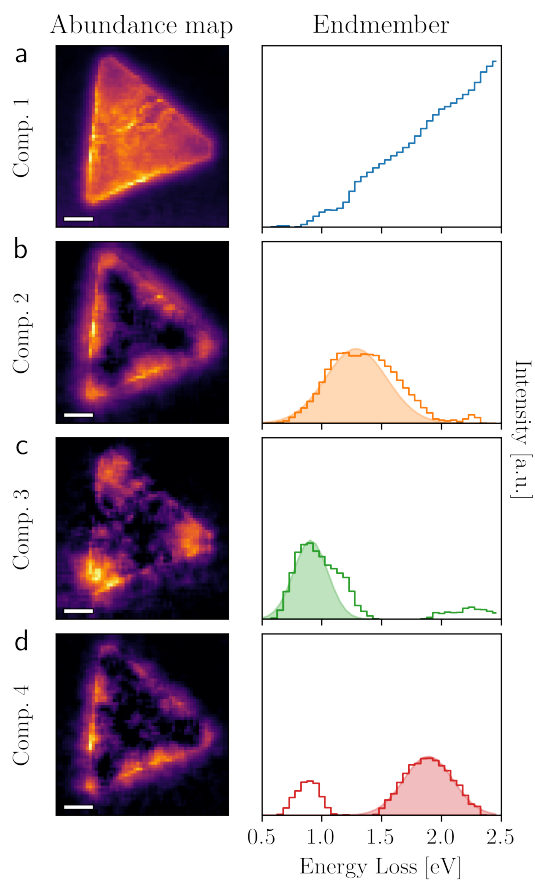 Abundance map
Endmember
a
Comp. 1
b
Comp. 2
c
Comp. 3
d
Comp. 4
Intensity [a.u.]
0.5 1.0 1.5 2.0 2.5
Energy Loss [eV]